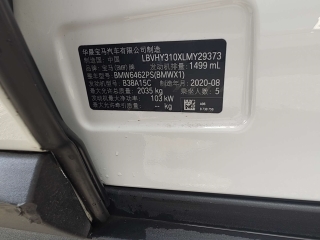 华晨宝马汽车有限公司制造
制造国: 中国 LBVHY310XLMY29373
品牌: 宝马(BMW)牌 发动机排量: 1499 mL
型号: BMW6462PS(BMWX1)
发动机型号: B38A15C 制造年月: 2020-08
最大允许总质量: 2035 kg 乘坐人数: 5
发动机最大净功率: 103 kW
-- kg